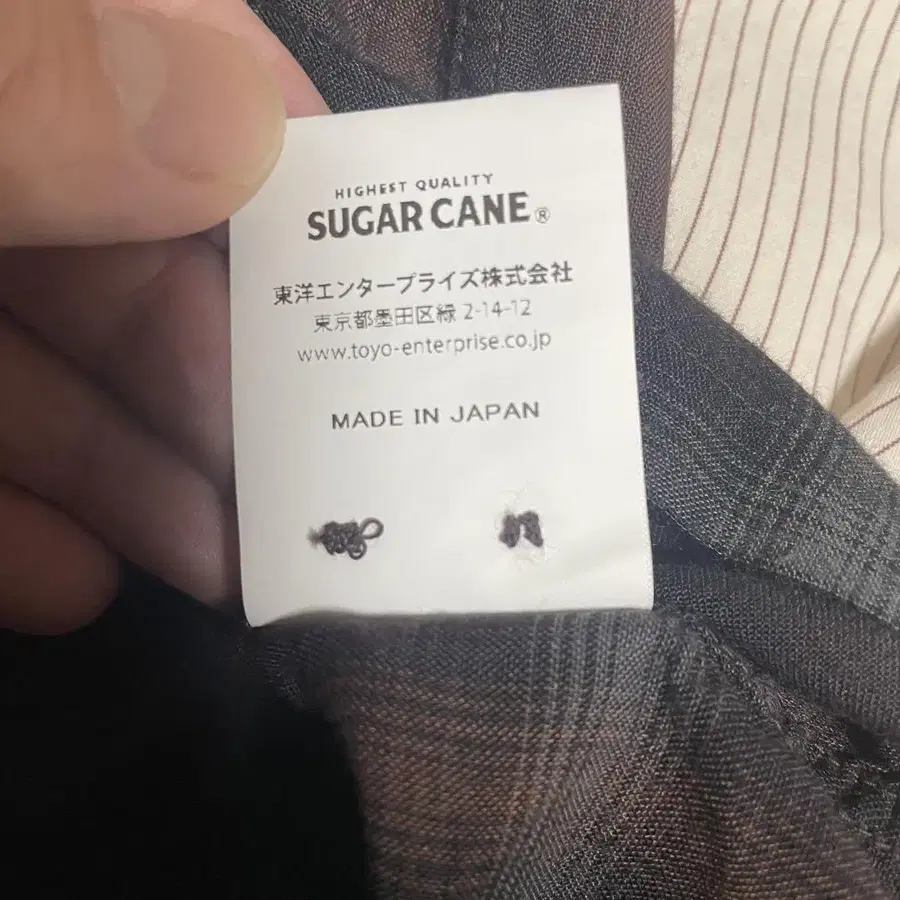 HIGHEST QUALITY
SUGAR CANE®
東洋エンタープライズ株式会社
東京都墨田区緑 2-14-12
www.toyo-enterprise.co.jp
MADE IN JAPAN